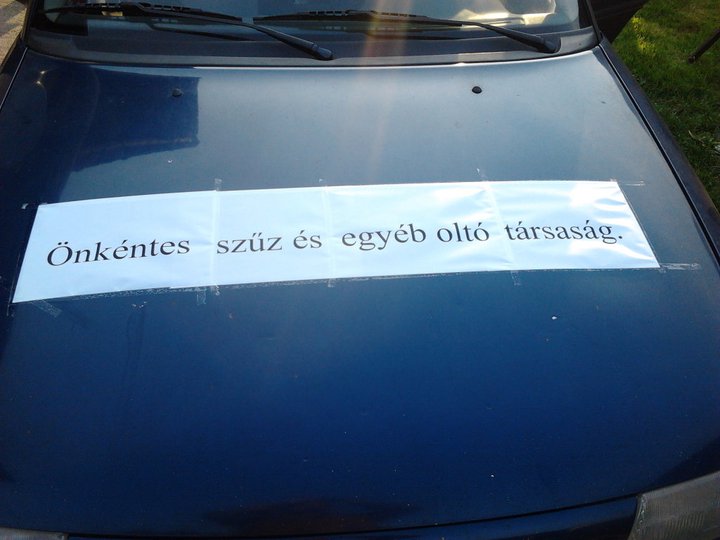 Önkéntes szűz és egyéb oltó társaság.